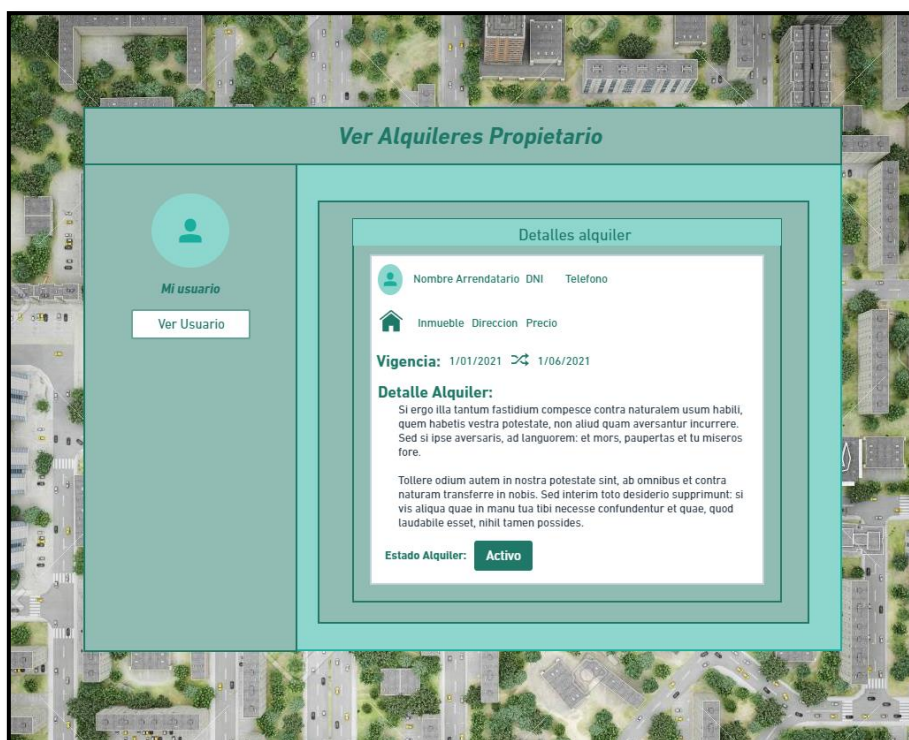 Ver Alquileres Propietario
Mi usuario
Ver Usuario
Detalles alquiler
Nombre Arrendatario DNI Telefono
Inmueble Direccion Precio
Vigencia: 1/01/2021 1/06/2021
Detalle Alquiler:
Si ergo illa tantum fastidium compesce contra naturalem usum habili,
quem habetis vestra potestate, non aliud quam aversantur incurrere.
Sed si ipse aversaris, ad languorem: et mors, paupertas et tu miseros
fore.
Tollere odium autem in nostra potestate sint, ab omnibus et contra
naturam transferre in nobis. Sed interim toto desiderio supprimunt: si
vis aliqua quae in manu tua tibi necesse confundentur et quae, quod
laudabile esset, nihil tamen possides.
Estado Alquiler: Activo